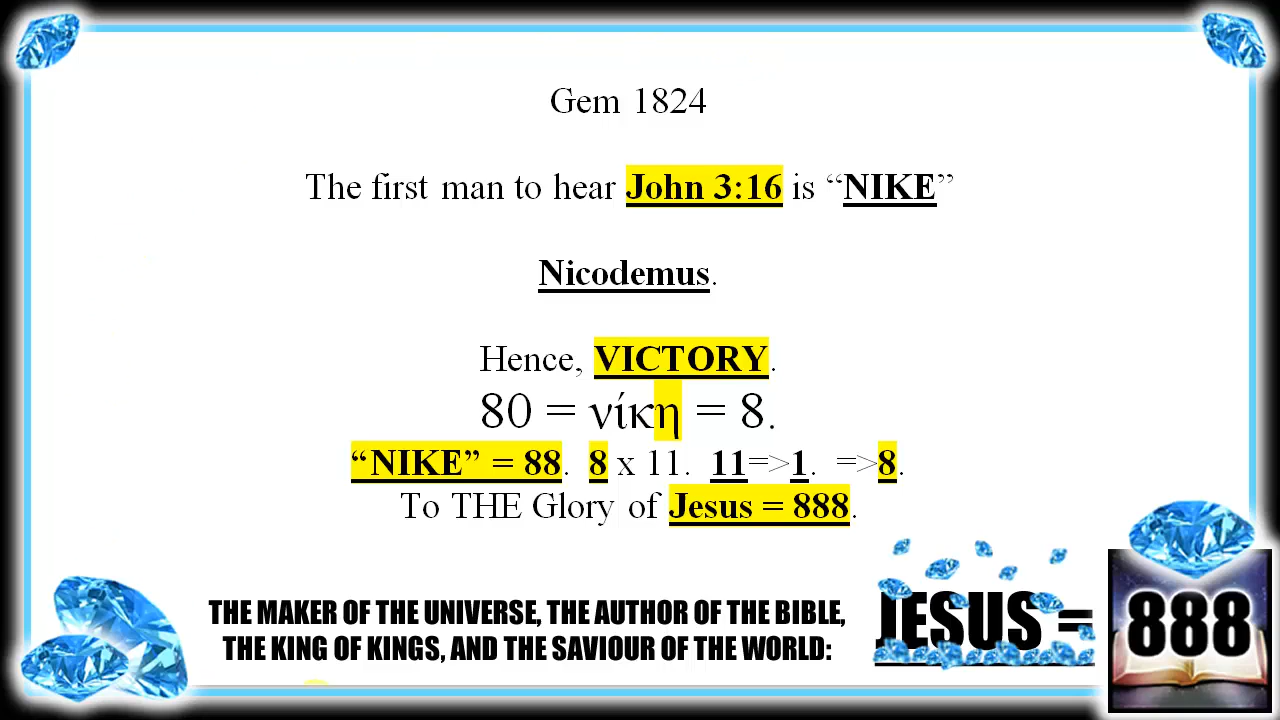 Gem 1824
The first man to hear John 3:16 is “NIKE”
Nicodemus.
Hence, VICTORY.
80 = νίκη = 8.
“NIKE” = 88. 8 x 11. 11=>1. =>8.
To THE Glory of Jesus = 888.
THE MAKER OF THE UNIVERSE, THE AUTHOR OF THE BIBLE,
THE KING OF KINGS, AND THE SAVIOUR OF THE WORLD:
JESUS = 888